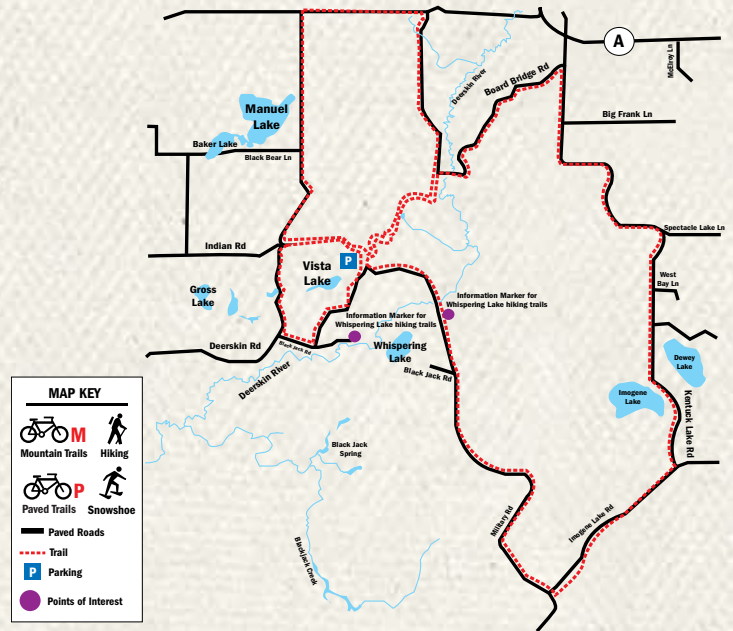 A
McElroy Ln
Deerskin River
Board Bridge Rd
Manuel
Lake
Big Frank Ln
Baker Lake
Black Bear Ln
Spectacle Lake Ln
Indian Rd
Vista
Lake
P
West
Bay Ln
Gross
Lake
Information Marker for
Whispering Lake hiking trails
Information Marker for
Whispering Lake hiking trails
Deerskin Rd
Black Jack Rd
Whispering
Lake
Dewey
Lake
Deerskin River
Black Jack Rd
Imogene
Lake
Kentuck Lake Rd
MAP KEY
M
Mountain Trails
Hiking
P
Paved Trails
Snowshoe
Paved Roads
Trail
P
Parking
Points of Interest
Black Jack
Spring
Military Rd
Imogene Lake Rd
Blackjack Creek